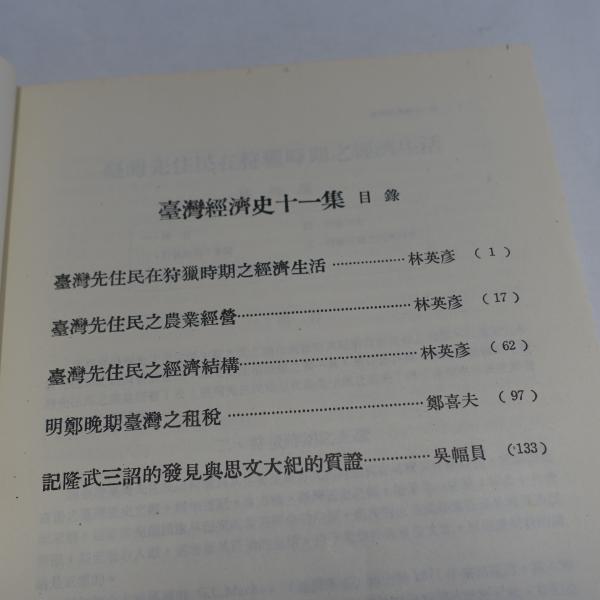 臺灣經濟史十一集 目錄
臺灣先住民在狩獵時期之經濟生活⋯⋯⋯⋯林英彥 (1)
臺灣先住民之農業經營⋯⋯⋯⋯⋯⋯⋯⋯林英彥 (17)
臺灣先住民之經濟結構⋯⋯⋯⋯⋯⋯⋯⋯林英彥 (62)
明鄭晚期臺灣之租稅⋯⋯⋯⋯⋯⋯⋯⋯⋯鄭喜夫 (97)
記隆武三詔的發見與思文大紀的質證⋯⋯⋯吳幅員 (133)